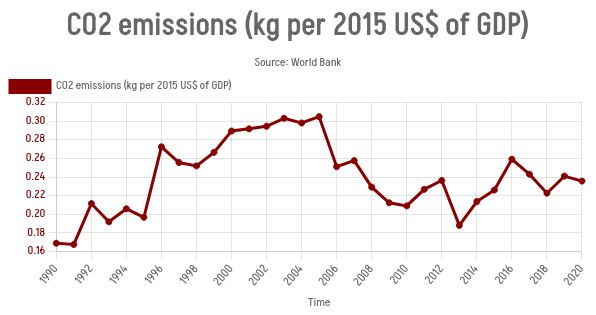 CO2 emissions (kg per 2015 US$ of GDP)
Source: World Bank
CO2 emissions (kg per 2015 US$ of GDP)
0.32
0.30
0.28
0.26
0.24
0.22
0.20
0.18
0.16
1990 1992 1994 1996 1998 2000 2002 2004 2006 2008 2010 2012 2014 2016 2018 2020
Time